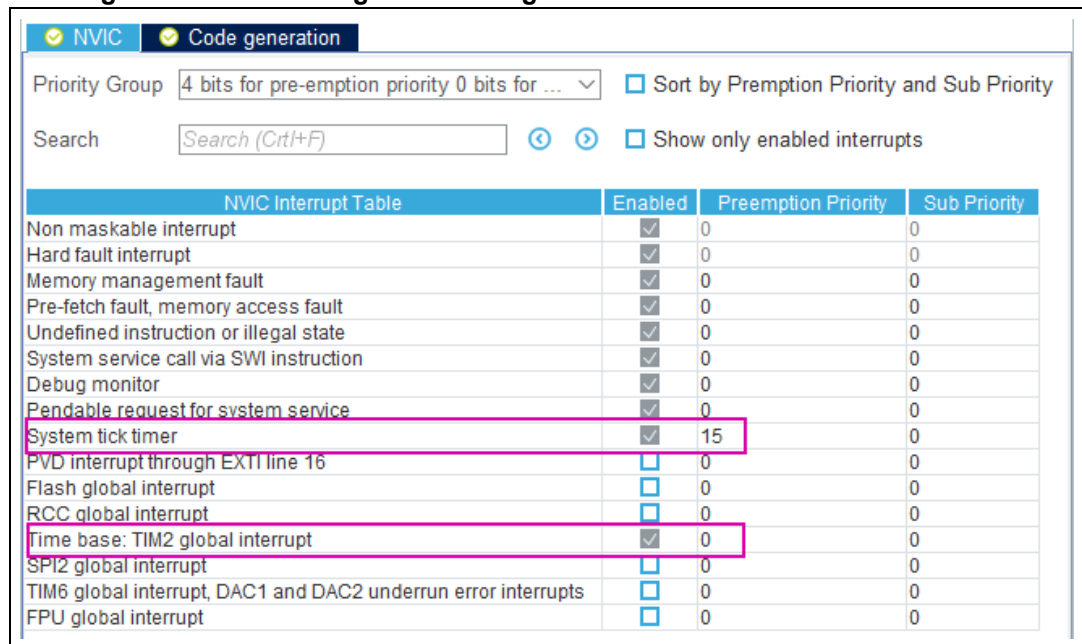 NVIC Code generation
Priority Group 4 bits for pre-emption priority 0 bits for ... Sort by Premption Priority and Sub Priority
Search Search (Crtl+F) Show only enabled interrupts
NVIC Interrupt Table Enabled Preemption Priority Sub Priority
Non maskable interrupt 0 0
Hard fault interrupt 0 0
Memory management fault 0 0
Pre-fetch fault, memory access fault 0 0
Undefined instruction or illegal state 0 0
System service call via SWI instruction 0 0
Debug monitor 0 0
Pendable request for system service 0 0
System tick timer 15 0
PVD interrupt through EXTI line 16 0 0
Flash global interrupt 0 0
RCC global interrupt 0 0
Time base: TIM2 global interrupt 0 0
SPI2 global interrupt 0 0
TIM6 global interrupt, DAC1 and DAC2 underrun error interrupts 0 0
FPU global interrupt 0 0